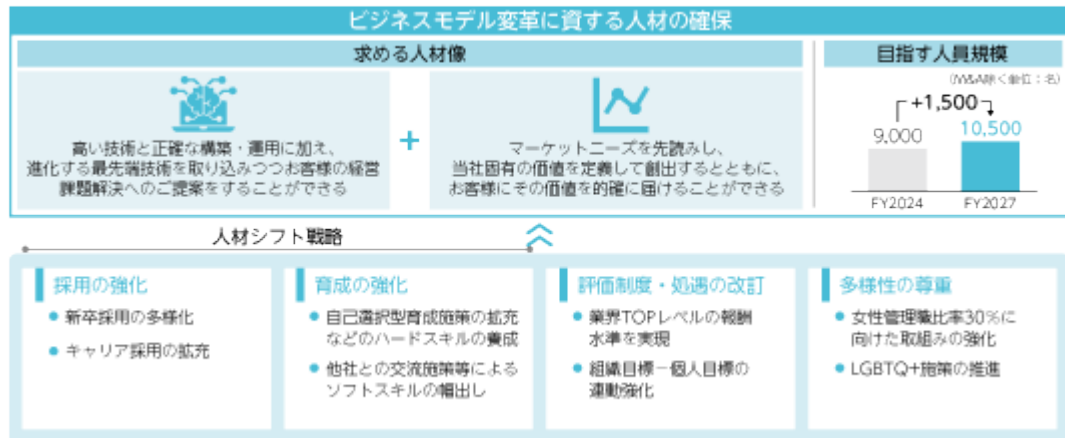 ビジネスモデル変革に資する人材の確保
求める人材像
高い技術と正確な構築・運用に加え、
進化する最先端技術を取り込みつつお客様の経営
課題解決へのご提案をすることができる
+
マーケットニーズを先読みし、
当社固有の価値を定義して創出するとともに、
お客様にその価値を的確に届けることができる
目指す人員規模
(M&A除く単位:名)
+1,500
9,000
10,500
FY2024
FY2027
人材シフト戦略
採用の強化
● 新卒採用の多様化
● キャリア採用の拡充
育成の強化
● 自己選択型育成施策の拡充
などのハードスキルの養成
● 他社との交流施策等による
ソフトスキルの幅出し
評価制度・処遇の改訂
● 業界TOPレベルの報酬
水準を実現
● 組織目標－個人目標の
連動強化
多様性の尊重
● 女性管理職比率30%に
向けた取組みの強化
● LGBTQ+施策の推進